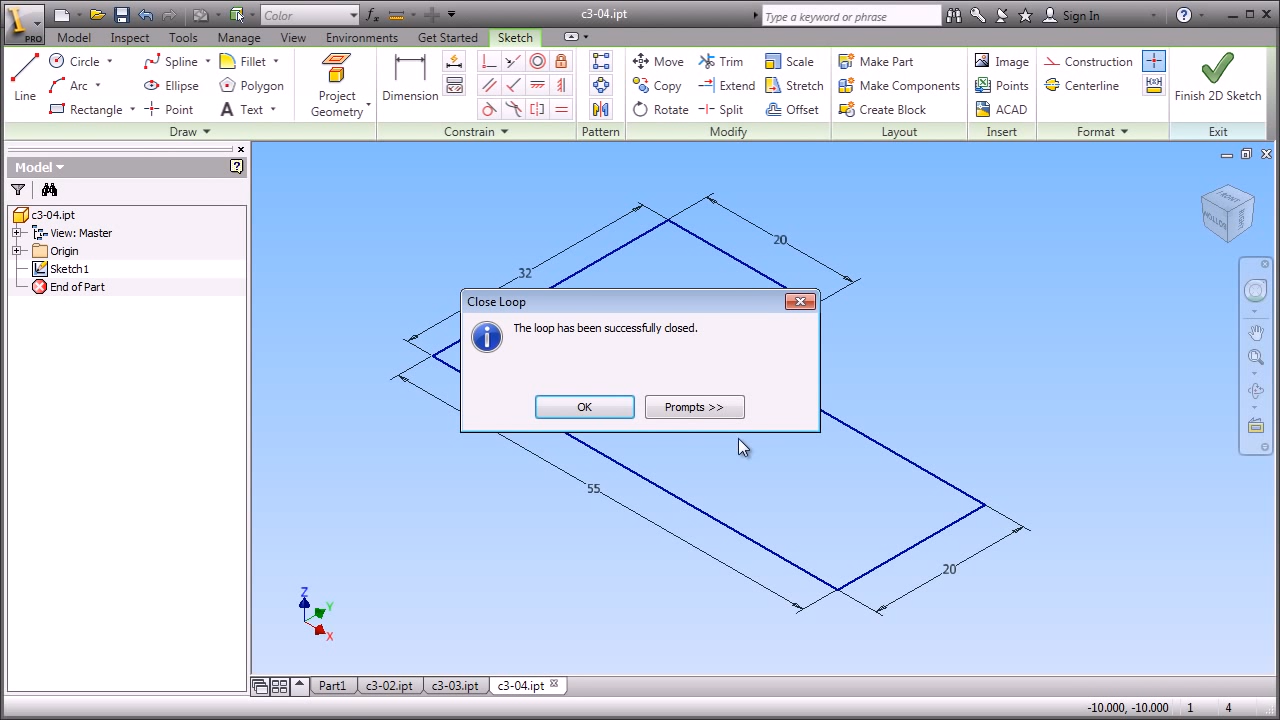 PRO
Color
c3-04.ipt
Type a keyword or phrase
Sign In
Model Inspect Tools Manage View Environments Get Started Sketch
Line
Circle
Arc
Rectangle
Spline
Ellipse
Point
Fillet
Polygon
Text
Project Geometry
Dimension
Move
Copy
Rotate
Trim
Extend
Split
Scale
Stretch
Offset
Make Part
Make Components
Create Block
Image
Points
ACAD
Construction
Centerline
Finish 2D Sketch
Draw Constrain Pattern Modify Layout Insert Format Exit
Model
c3-04.ipt
View: Master
Origin
Sketch1
End of Part
FRONT
BOTTOM
20
32
Close Loop
The loop has been successfully closed.
OK Prompts >>
55
20
Z
Y
X
Part1 c3-02.ipt c3-03.ipt c3-04.ipt
-10.000, -10.000 1 4